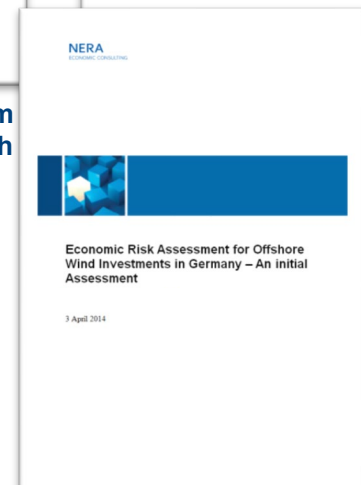 NERA
ECONOMIC CONSULTING
m
h
Economic Risk Assessment for Offshore
Wind Investments in Germany – An initial
Assessment
3 April 2014